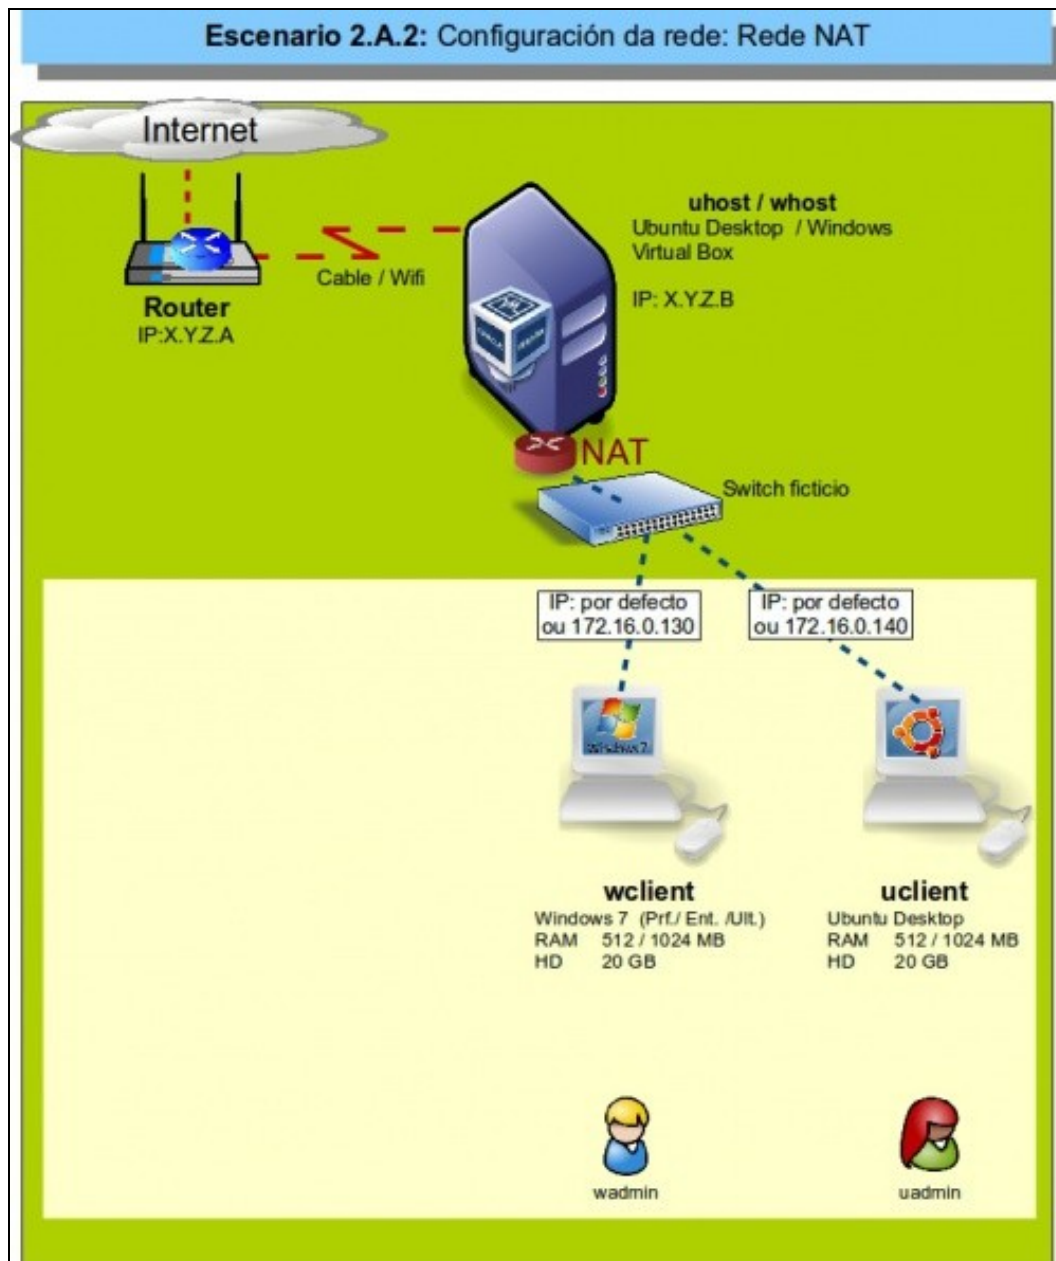 Escenario 2.A.2: Configuración da rede: Rede NAT
Internet
uhost / whost
Ubuntu Desktop / Windows
Virtual Box
IP: X.Y.Z.B
Cable / Wifi
Router
IP:X.Y.Z.A
NAT
Switch ficticio
IP: por defecto
ou 172.16.0.130
IP: por defecto
ou 172.16.0.140
Windows7
wclient
Windows 7 (Prf./ Ent. /Ult.)
RAM 512 / 1024 MB
HD 20 GB
uclient
Ubuntu Desktop
RAM 512 / 1024 MB
HD 20 GB
wadmin
uadmin